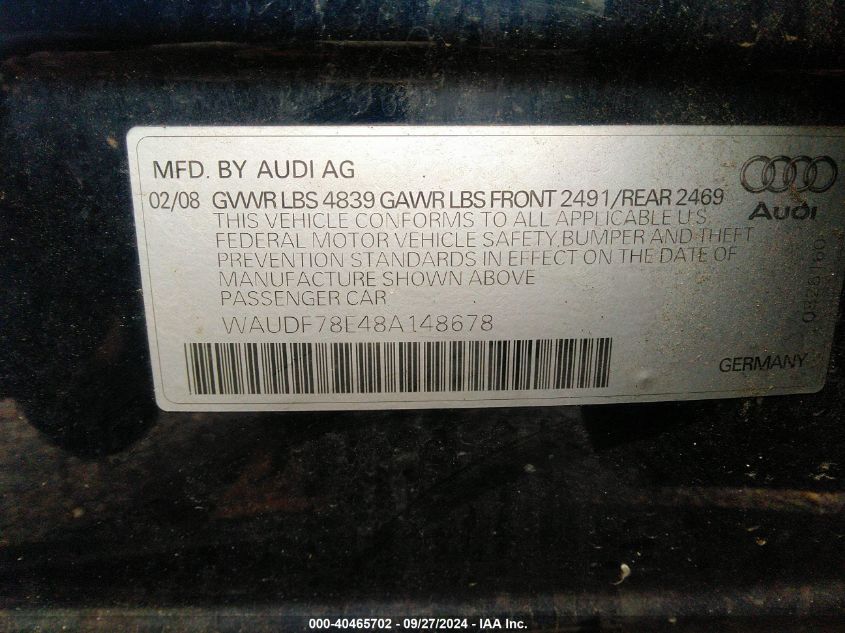 MFD. BY AUDI AG
02/08 GVWR LBS 4839 GAWR LBS FRONT 2491/REAR 2469
THIS VEHICLE CONFORMS TO ALL APPLICABLE U.S.
FEDERAL MOTOR VEHICLE SAFETY, BUMPER AND THEFT
PREVENTION STANDARDS IN EFFECT ON THE DATE OF
MANUFACTURE SHOWN ABOVE
PASSENGER CAR
WAUDF78E48A148678
Audi
GERMANY
000-40465702 - 09/27/2024 - IAA Inc.